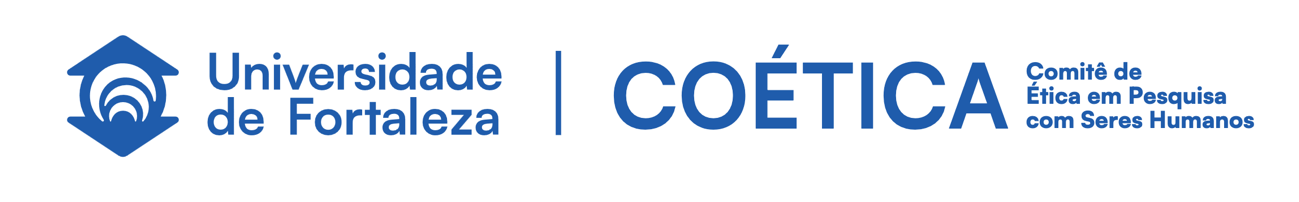 Universidade
de Fortaleza
COÉTICA
Comitê de
Ética em Pesquisa
com Seres Humanos